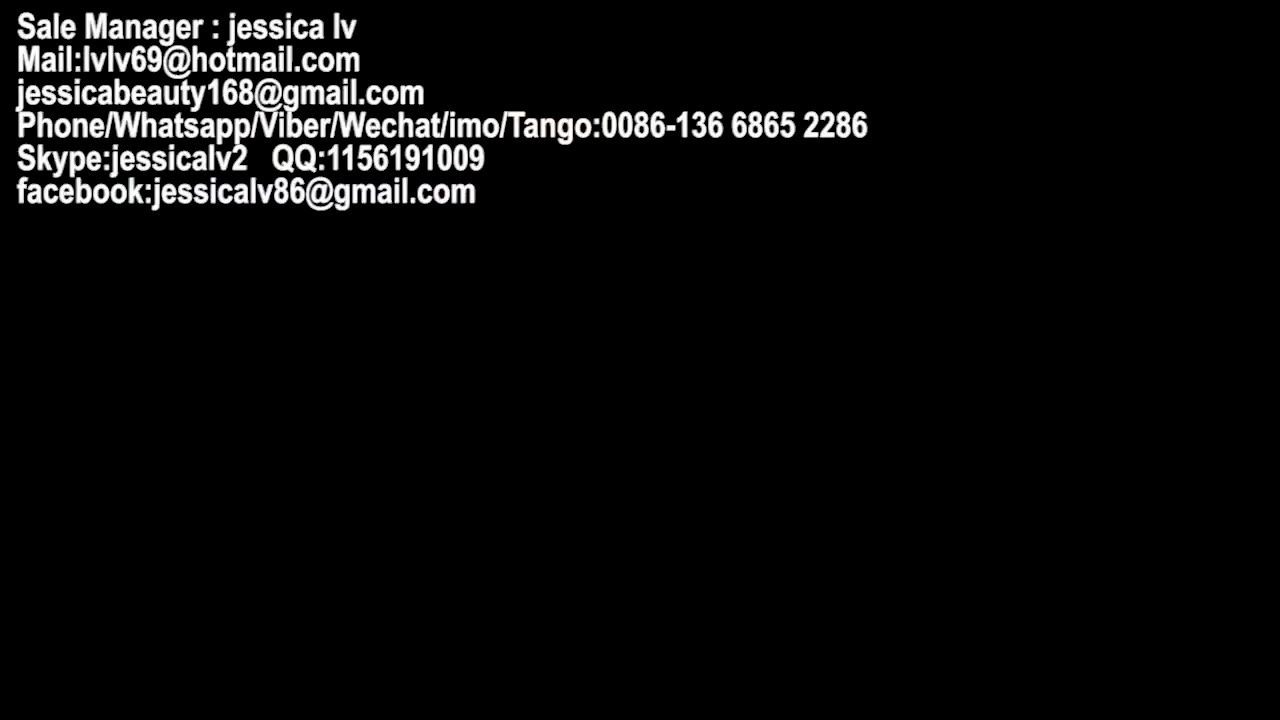 Sale Manager : jessica lv
Mail:lvlv69@hotmail.com
jessicabeauty168@gmail.com
Phone/Whatsapp/Viber/Wechat/imo/Tango:0086-136 6865 2286
Skype:jessicalv2   QQ:1156191009
facebook:jessicalv86@gmail.com